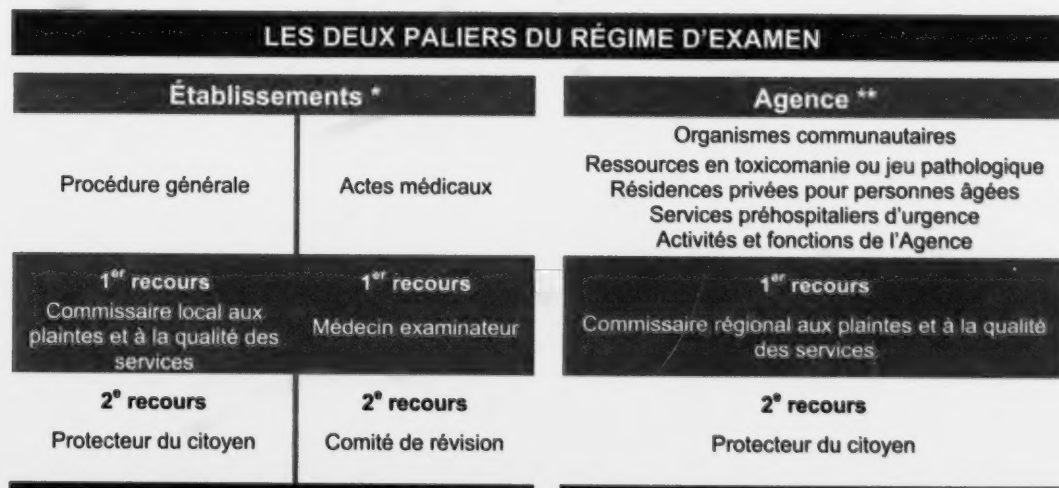 LES DEUX PALIERS DU RÉGIME D'EXAMEN
Établissements *
Procédure générale
Actes médicaux
1er recours
Commissaire local aux
plaintes et à la qualité des
services
1er recours
Médecin examinateur
2e recours
Protecteur du citoyen
2e recours
Comité de révision
Agence **
Organismes communautaires
Ressources en toxicomanie ou jeu pathologique
Résidences privées pour personnes âgées
Services préhospitaliers d'urgence
Activités et fonctions de l'Agence
1er recours
Commissaire régional aux plaintes et à la qualité
des services
2e recours
Protecteur du citoyen